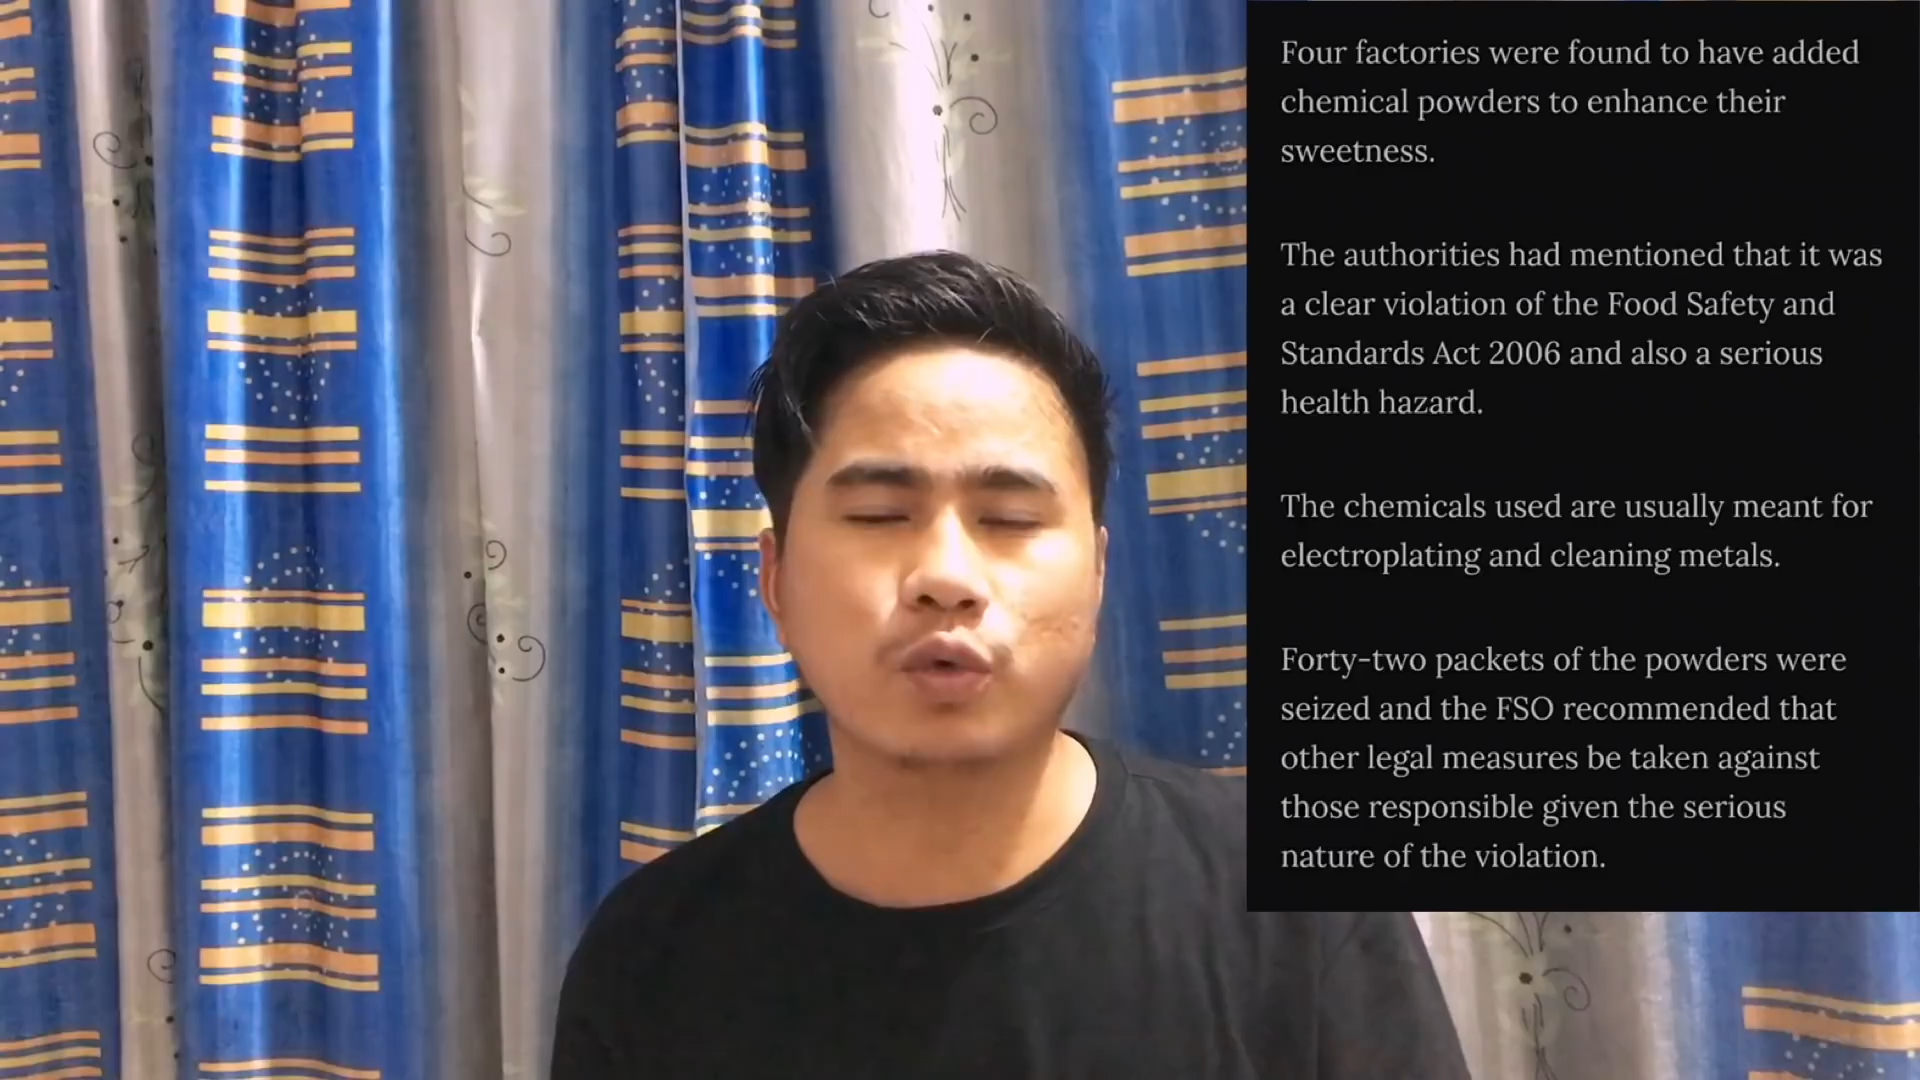 Four factories were found to have added
chemical powders to enhance their
sweetness.
The authorities had mentioned that it was
a clear violation of the Food Safety and
Standards Act 2006 and also a serious
health hazard.
The chemicals used are usually meant for
electroplating and cleaning metals.
Forty-two packets of the powders were
seized and the FSO recommended that
other legal measures be taken against
those responsible given the serious
nature of the violation.